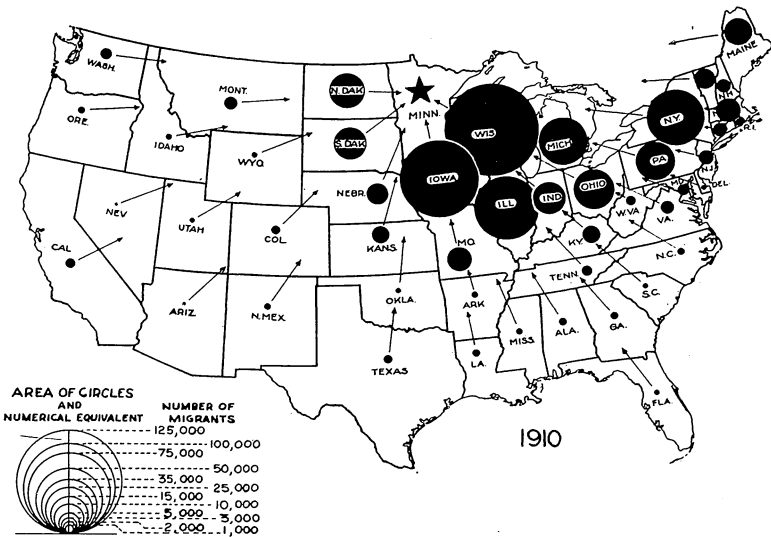 WASH.
MAINE
MONT.
N. DAK
MINN.
N.H.
ORE.
WIS
N.Y.
MICH
R.I.
IDAHO
S. DAK
WYO.
PA
N.J.
IOWA
OHIO
MD.
DEL.
NEV.
NEBR.
ILL
IND
W.VA
VA.
UTAH
COL.
KANS.
MO.
KY.
CAL
N.C.
TENN.
ARIZ.
N.MEX.
OKLA.
ARK
S.C.
MISS.
ALA.
GA.
TEXAS
LA.
FLA.
1910
AREA OF CIRCLES
AND
NUMERICAL EQUIVALENT
NUMBER OF
MIGRANTS
125,000
100,000
75,000
50,000
35,000
25,000
15,000
10,000
5,000
3,000
2,000
1,000